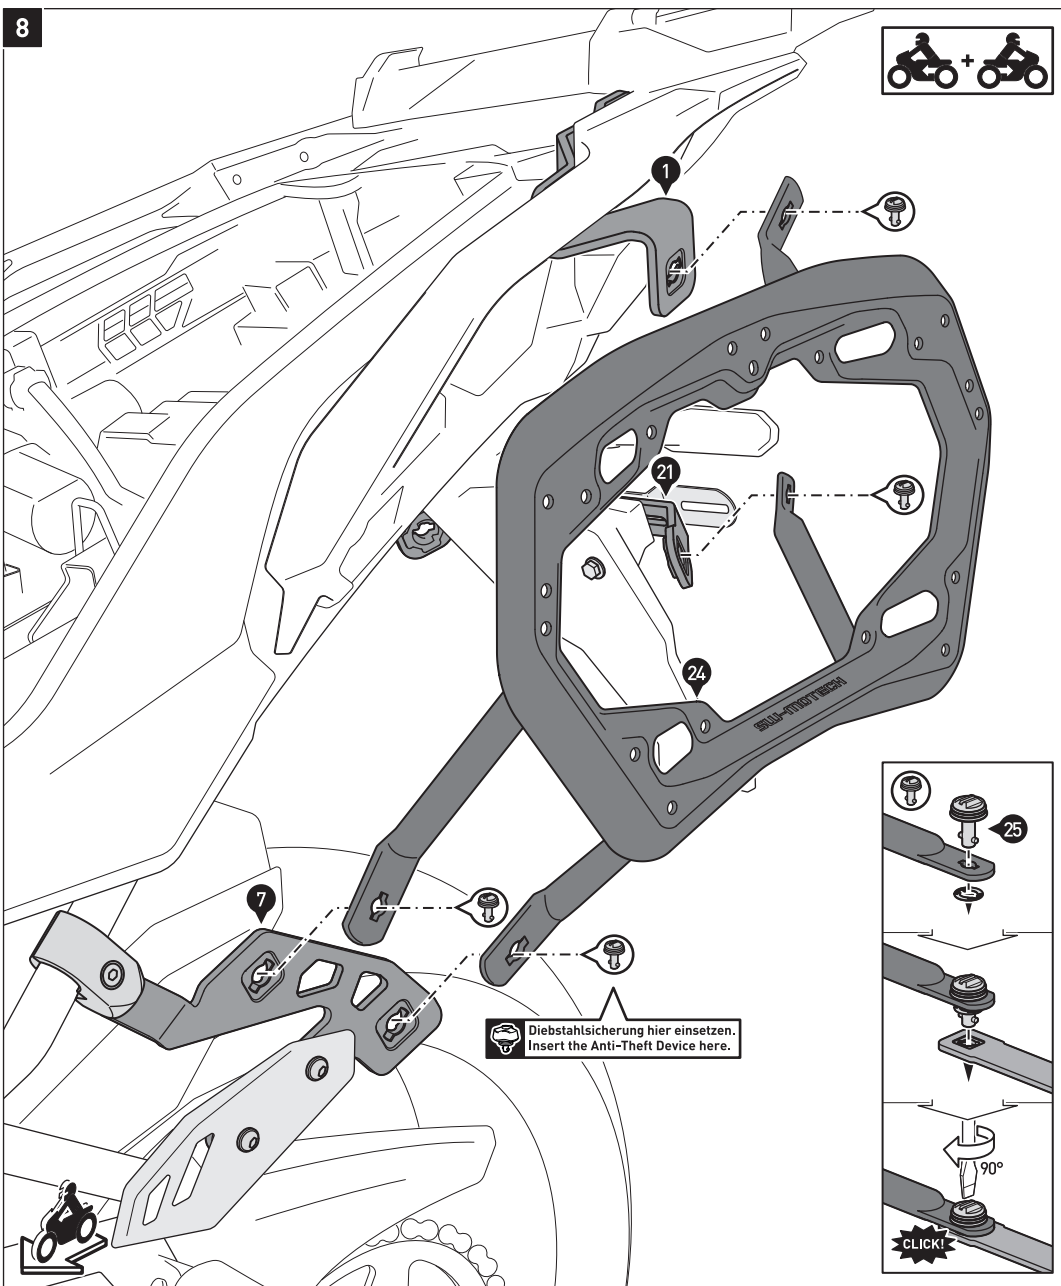 8
+
1
21
24
SW-MOTECH
25
7
Diebstahlsicherung hier einsetzen.
Insert the Anti-Theft Device here.
90°
CLICK!